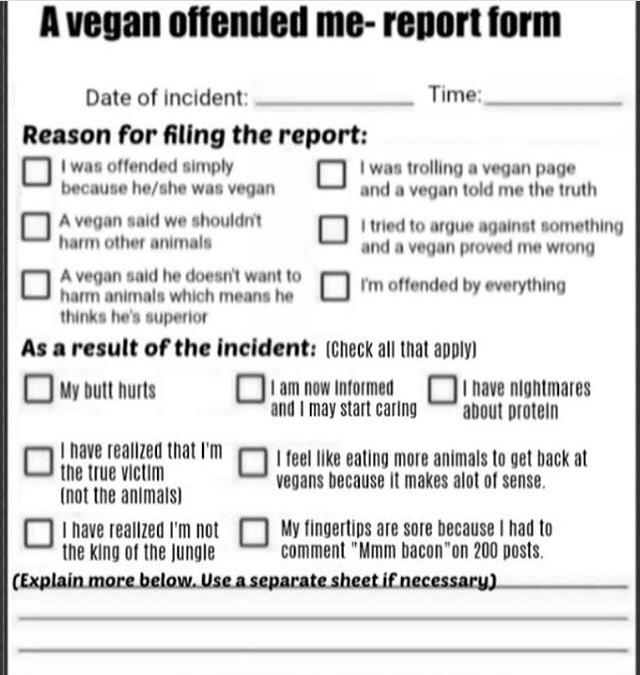 A vegan offended me- report form
Date of incident: Time:
Reason for filing the report:
I was offended simply
because he/she was vegan
I was trolling a vegan page
and a vegan told me the truth
A vegan said we shouldn't
harm other animals
I tried to argue against something
and a vegan proved me wrong
A vegan said he doesn't want to
harm animals which means he
thinks he's superior
I'm offended by everything
As a result of the incident: (Check all that apply)
My butt hurts
I am now informed
and I may start caring
I have nightmares
about protein
I have realized that I'm
the true victim
(not the animals)
I feel like eating more animals to get back at
vegans because it makes alot of sense.
I have realized I'm not
the king of the jungle
My fingertips are sore because I had to
comment "Mmm bacon"on 200 posts.
(Explain more below. Use a separate sheet if necessary)